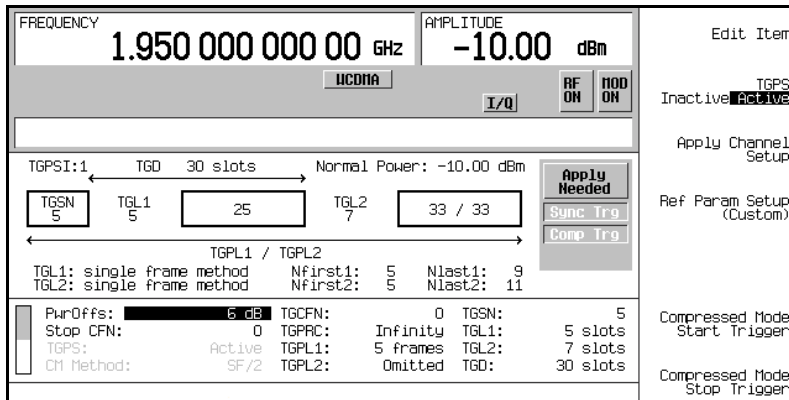 FREQUENCY
1.950 000 000 00 GHz
AMPLITUDE
-10.00 dBm
WCDMA
I/Q
RF ON
MOD ON
TGPSI:1 TGD 30 slots Normal Power: -10.00 dBm
TGSN 5
TGL1 5
25
TGL2 7
33 / 33
TGPL1 / TGPL2
TGL1: single frame method Nfirst1: 5 Nlast1: 9
TGL2: single frame method Nfirst2: 5 Nlast2: 11
Apply Needed
Sync Trg
Comp Trg
PwrOffs: 6 dB TGCFN: 0 TGSN: 5
Stop CFN: 0 TGPRC: Infinity TGL1: 5 slots
TGPS: Active TGPL1: 5 frames TGL2: 7 slots
CM Method: SF/2 TGPL2: Omitted TGD: 30 slots
Edit Item
TGPS
Inactive Active
Apply Channel
Setup
Ref Param Setup
(Custom)
Compressed Mode
Start Trigger
Compressed Mode
Stop Trigger